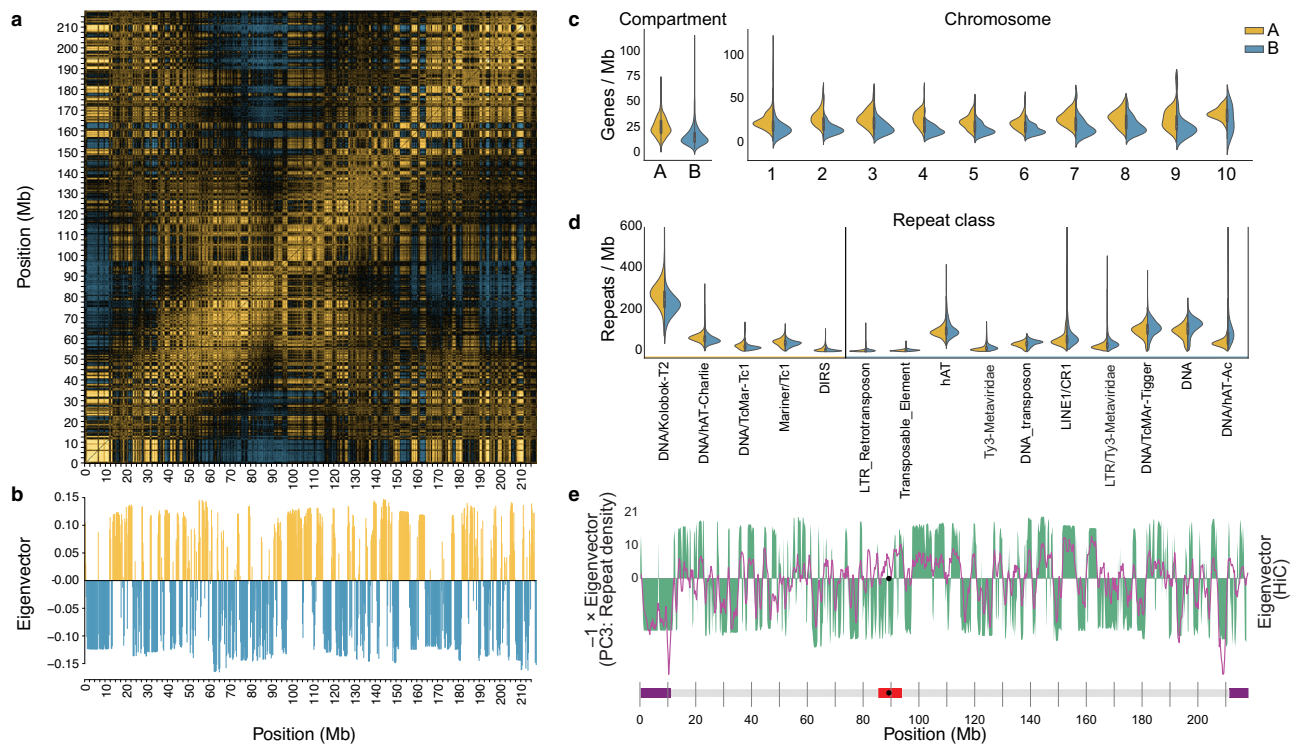 a
Position (Mb)
210
200
190
180
170
160
150
140
130
120
110
100
90
80
70
60
50
40
30
20
10
0
0 10 20 30 40 50 60 70 80 90 100 110 120 130 140 150 160 170 180 190 200 210
b
Eigenvector
0.15
0.10
0.05
-0.00
−0.05
−0.10
−0.15
0 10 20 30 40 50 60 70 80 90 100 110 120 130 140 150 160 170 180 190 200 210
Position (Mb)
c
Compartment
Chromosome
A
B
Genes / Mb
100
75
50
25
0
A B
100
50
0
1 2 3 4 5 6 7 8 9 10
d
Repeat class
Repeats / Mb
600
400
200
0
DNA/Kolobok-T2
DNA/hAT-Charlie
DNA/TcMar-Tc1
Mariner/Tc1
DIRS
LTR_Retrotransposon
Transposable_Element
hAT
Ty3-Metaviridae
DNA_transposon
LINE1/CR1
LTR/Ty3-Metaviridae
DNA/TcMAr-Tigger
DNA
DNA/hAT-Ac
e
−1 × Eigenvector
(PC3: Repeat density)
21
10
0
Eigenvector
(HiC)
0 20 40 60 80 100 120 140 160 180 200
Position (Mb)